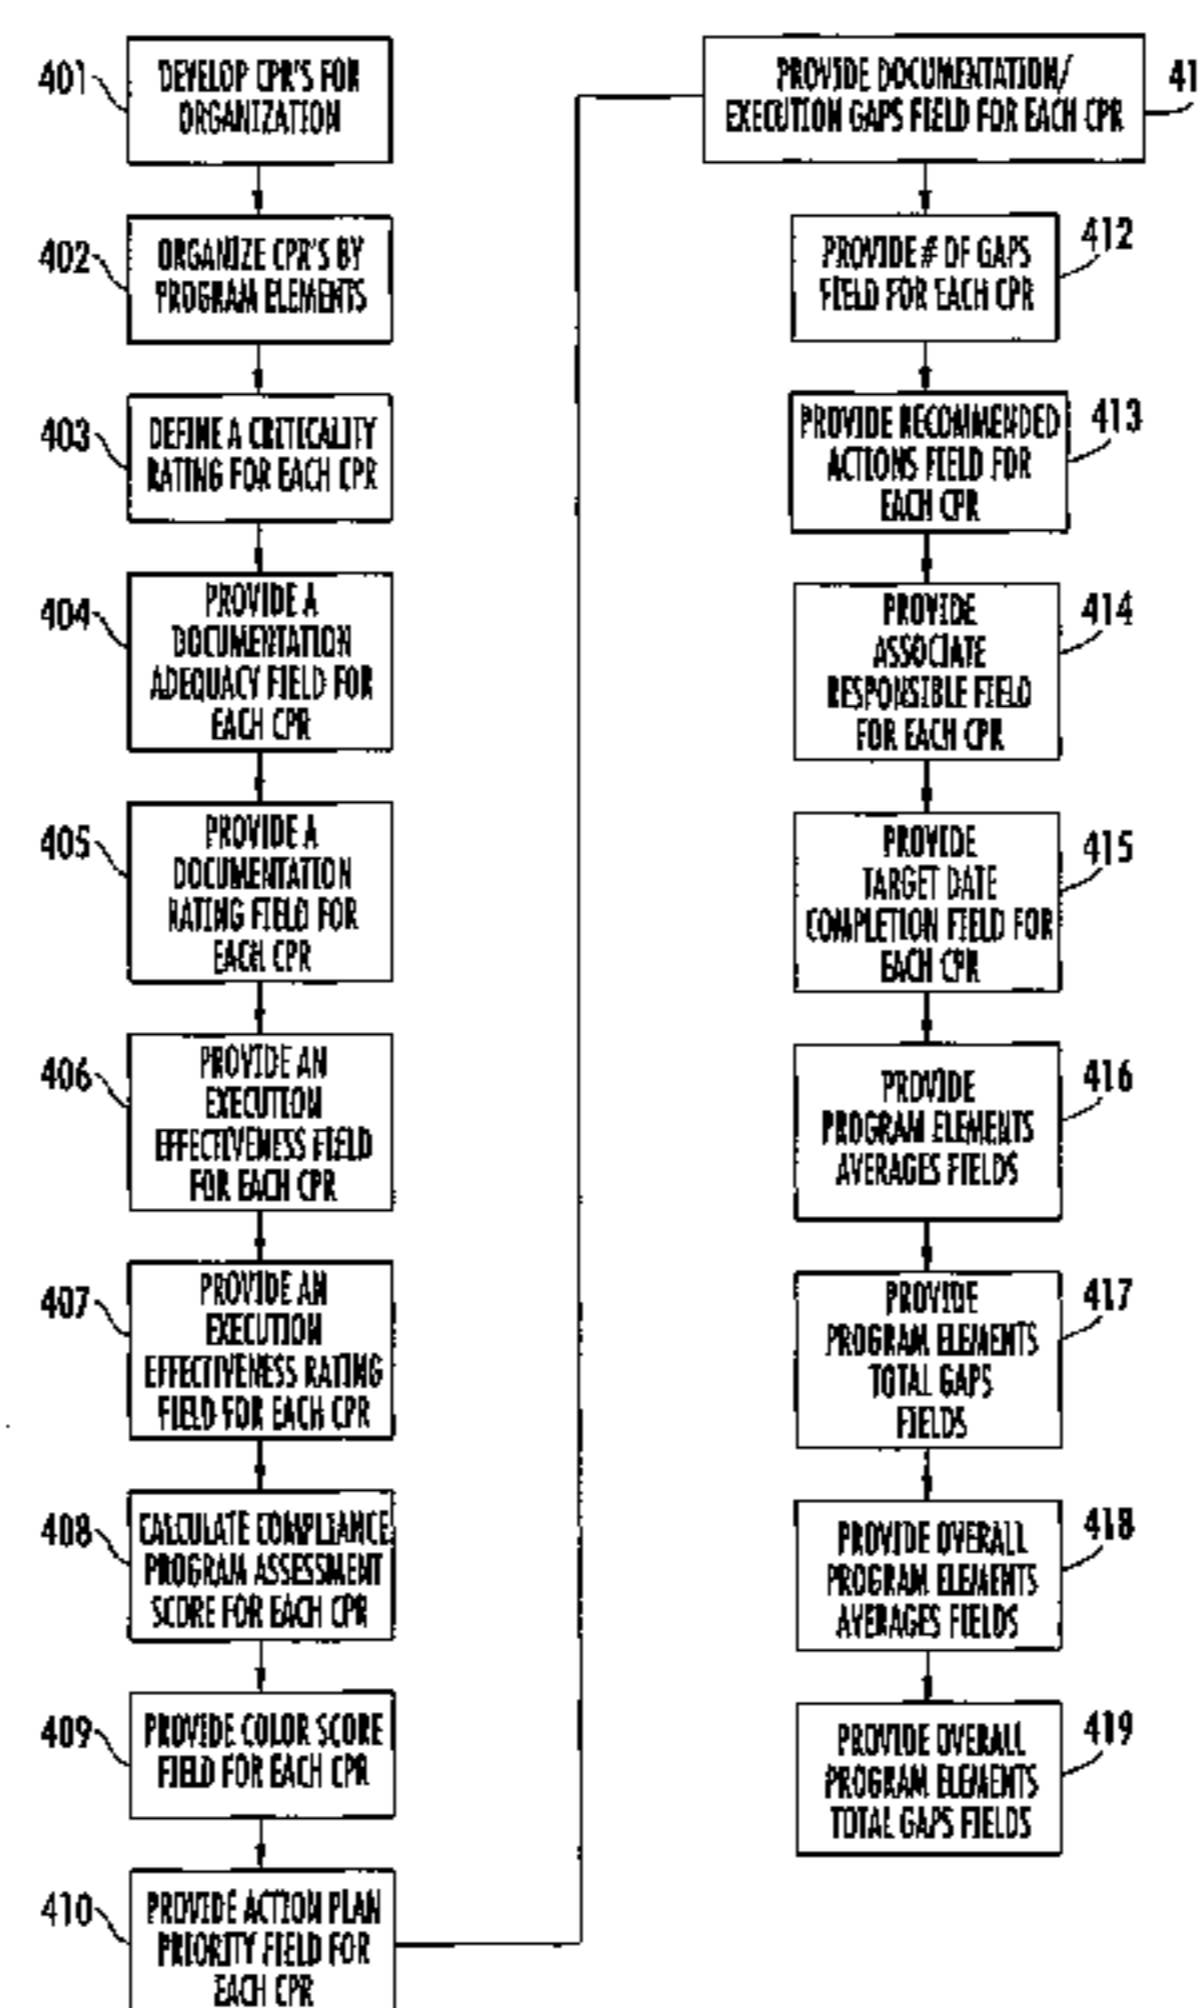 401
DEVELOP CPR'S FOR
ORGANIZATION
402
ORGANIZE CPR'S BY
PROGRAM ELEMENTS
403
DEFINE A CRITICALITY
RATING FOR EACH CPR
404
PROVIDE A
DOCUMENTATION
ADEQUACY FIELD FOR
EACH CPR
405
PROVIDE A
DOCUMENTATION
RATING FIELD FOR
EACH CPR
406
PROVIDE AN
EXECUTION
EFFECTIVENESS FIELD
FOR EACH CPR
407
PROVIDE AN
EXECUTION
EFFECTIVENESS RATING
FIELD FOR EACH CPR
408
CALCULATE COMPLIANCE
PROGRAM ASSESSMENT
SCORE FOR EACH CPR
409
PROVIDE COLOR SCORE
FIELD FOR EACH CPR
410
PROVIDE ACTION PLAN
PRIORITY FIELD FOR
EACH CPR
41
PROVIDE DOCUMENTATION/
EXECUTION GAPS FIELD FOR EACH CPR
412
PROVIDE # OF GAPS
FIELD FOR EACH CPR
413
PROVIDE RECOMMENDED
ACTIONS FIELD FOR
EACH CPR
414
PROVIDE
ASSOCIATE
RESPONSIBLE FIELD
FOR EACH CPR
415
PROVIDE
TARGET DATE
COMPLETION FIELD FOR
EACH CPR
416
PROVIDE
PROGRAM ELEMENTS
AVERAGES FIELDS
417
PROVIDE
PROGRAM ELEMENTS
TOTAL GAPS
FIELDS
418
PROVIDE OVERALL
PROGRAM ELEMENTS
AVERAGES FIELDS
419
PROVIDE OVERALL
PROGRAM ELEMENTS
TOTAL GAPS FIELDS